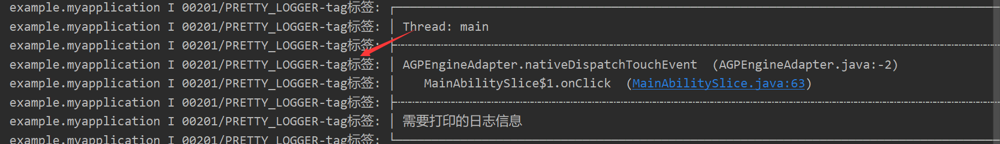 example.myapplication I 00201/PRETTY_LOGGER-tag标签: ┌────────────────────────────────────────
example.myapplication I 00201/PRETTY_LOGGER-tag标签: │ Thread: main
example.myapplication I 00201/PRETTY_LOGGER-tag标签: ├┄┄┄┄┄┄┄┄┄┄┄┄┄┄┄┄┄┄┄┄┄┄┄┄┄┄┄┄┄┄┄┄┄┄┄┄┄┄┄┄
example.myapplication I 00201/PRETTY_LOGGER-tag标签: │ AGPEngineAdapter.nativeDispatchTouchEvent  (AGPEngineAdapter.java:-2)
example.myapplication I 00201/PRETTY_LOGGER-tag标签: │    MainAbilitySlice$1.onClick  (MainAbilitySlice.java:63)
example.myapplication I 00201/PRETTY_LOGGER-tag标签: ├┄┄┄┄┄┄┄┄┄┄┄┄┄┄┄┄┄┄┄┄┄┄┄┄┄┄┄┄┄┄┄┄┄┄┄┄┄┄┄┄
example.myapplication I 00201/PRETTY_LOGGER-tag标签: │ 需要打印的日志信息
example.myapplication I 00201/PRETTY_LOGGER-tag标签: └────────────────────────────────────────